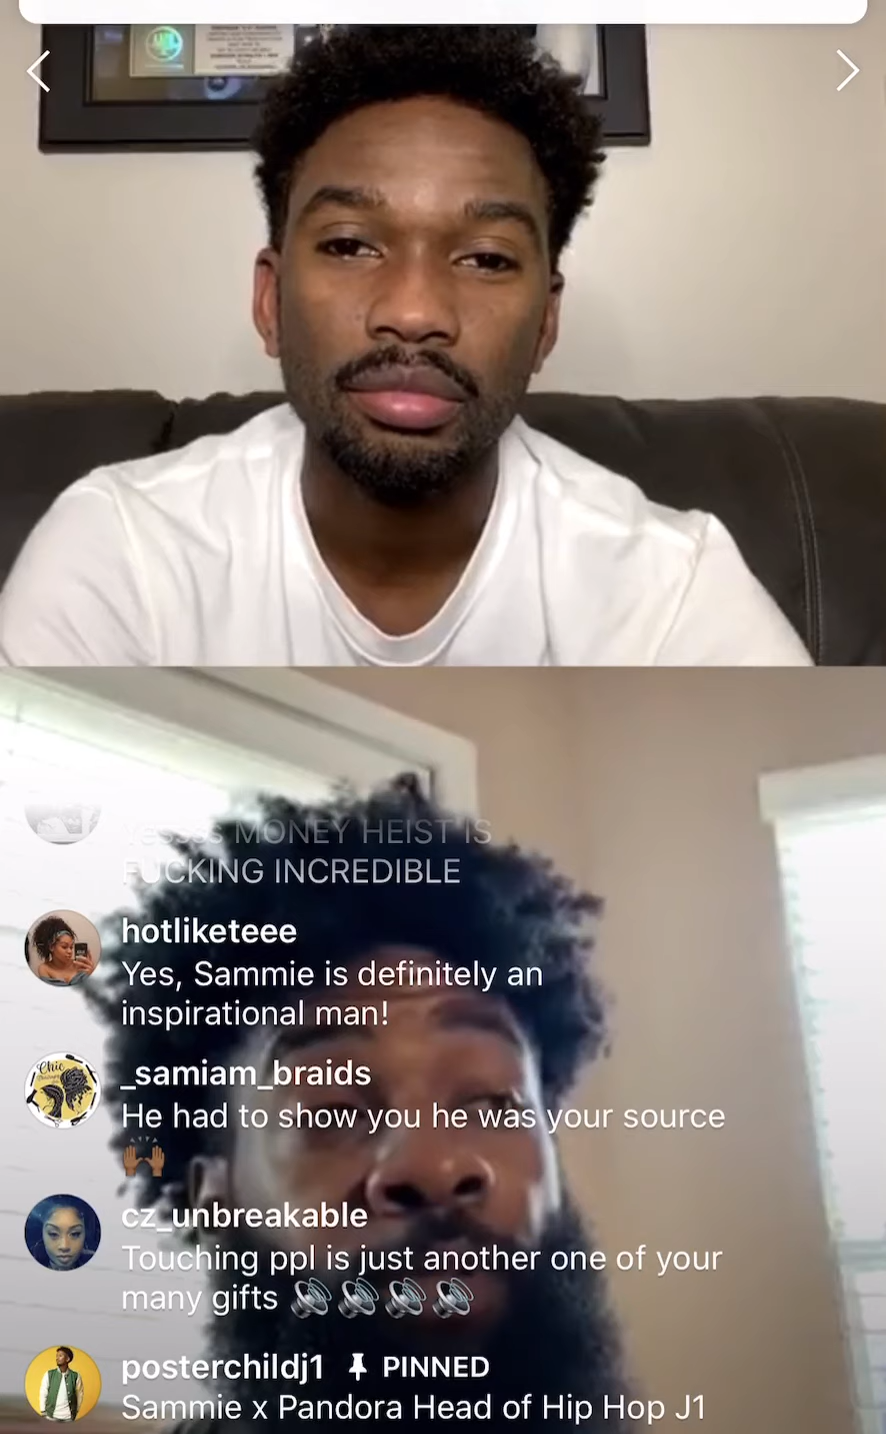 Yessss MONEY HEIST IS
FUCKING INCREDIBLE
hotliketeee
Yes, Sammie is definitely an
inspirational man!
_samiam_braids
He had to show you he was your source
🙌🏾
cz_unbreakable
Touching ppl is just another one of your
many gifts 🔊🔊🔊🔊
posterchildj1 📌 PINNED
Sammie x Pandora Head of Hip Hop J1